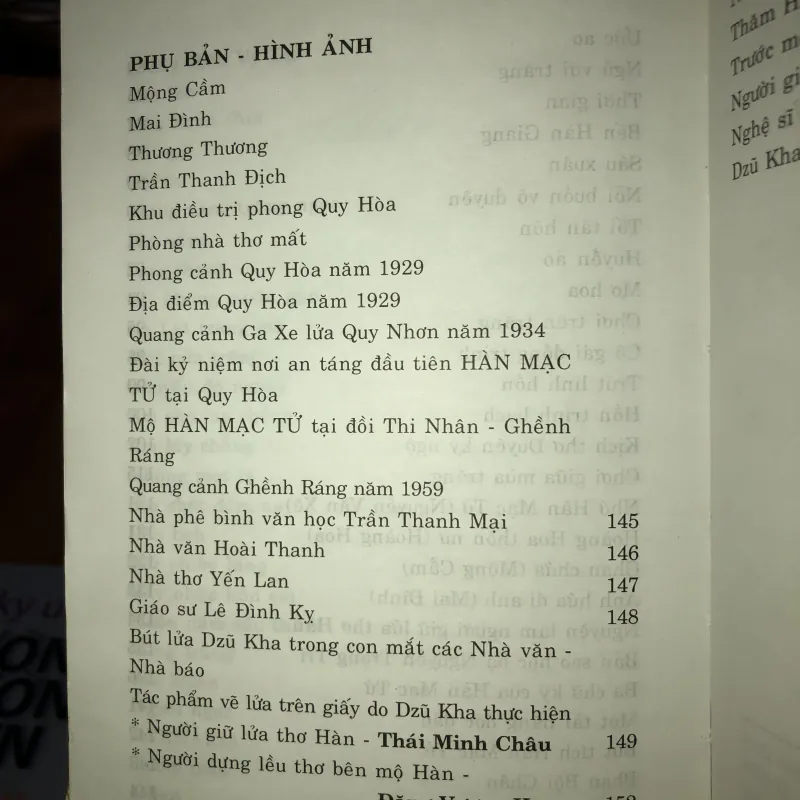 PHỤ BẢN - HÌNH ẢNH
Mộng Cầm
Mai Đình
Thương Thương
Trần Thanh Địch
Khu điều trị phong Quy Hòa
Phòng nhà thơ mất
Phong cảnh Quy Hòa năm 1929
Địa điểm Quy Hòa năm 1929
Quang cảnh Ga Xe lửa Quy Nhơn năm 1934
Đài kỷ niệm nơi an táng đầu tiên HÀN MẠC
TỬ tại Quy Hòa
Mộ HÀN MẠC TỬ tại đồi Thi Nhân - Ghềnh
Ráng
Quang cảnh Ghềnh Ráng năm 1959
Nhà phê bình văn học Trần Thanh Mại 145
Nhà văn Hoài Thanh 146
Nhà thơ Yến Lan 147
Giáo sư Lê Đình Kỵ 148
Bút lửa Dzũ Kha trong con mắt các Nhà văn -
Nhà báo
Tác phẩm vẽ lửa trên giấy do Dzũ Kha thực hiện
* Người giữ lửa thơ Hàn - Thái Minh Châu 149
* Người dựng lều thơ bên mộ Hàn -
Thâm
Trước
Người
Nghệ sĩ
Dzũ Kha